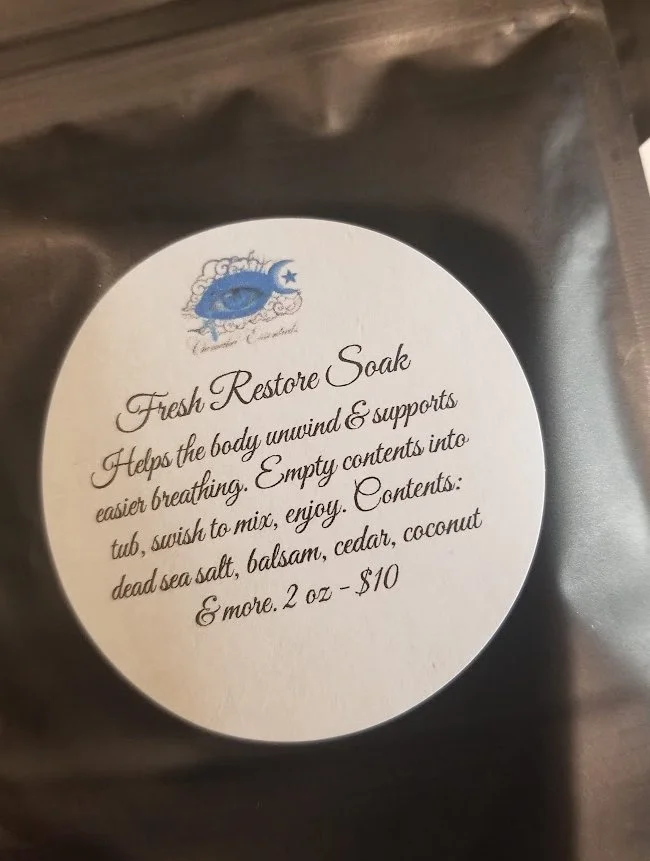 Fresh Restore Soak
Helps the body unwind & supports
easier breathing. Empty contents into
tub, swish to mix, enjoy. Contents:
dead sea salt, balsam, cedar, coconut
& more. 2 oz - $10